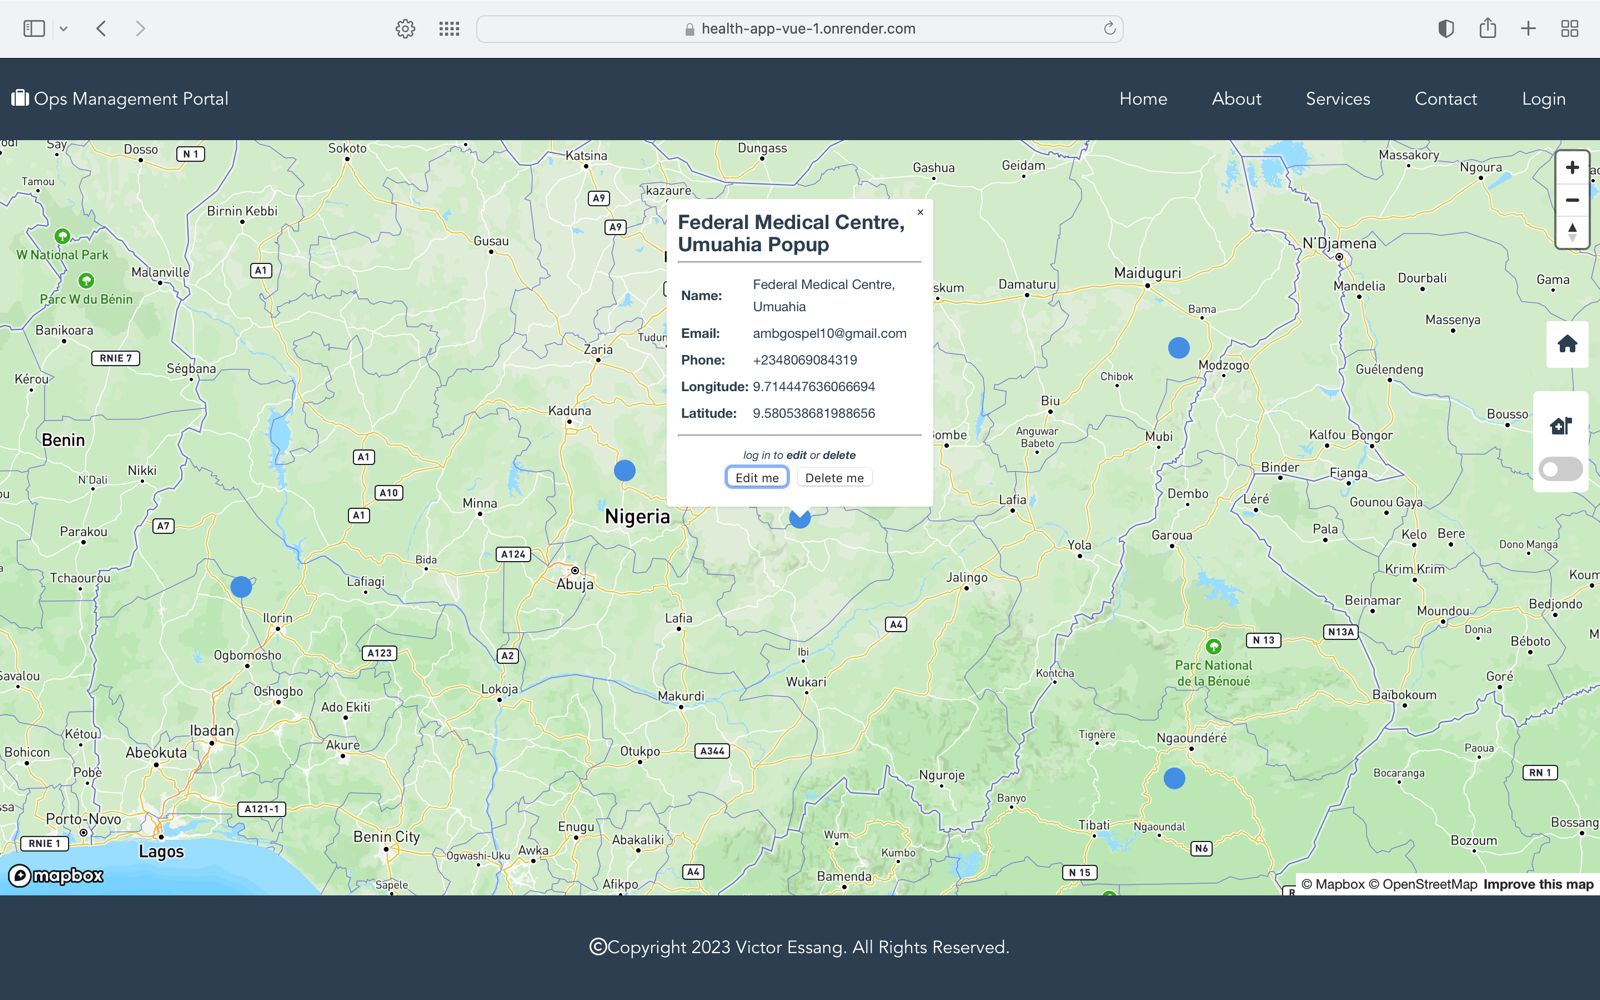 health-app-vue-1.onrender.com
Ops Management Portal
Home
About
Services
Contact
Login
Say
Dosso
N 1
Sokoto
Katsina
Dungass
Gashua
Geidam
Massakory
Ngoura
Tamou
Birnin Kebbi
A9
kazaure
A9
Gusau
W National Park
A1
Malanville
Parc W du Bénin
Banikoara
RNIE 7
Ségbana
Kérou
Zaria
Kaduna
Federal Medical Centre,
Umuahia Popup
×
Name:
Federal Medical Centre,
Umuahia
Email:
ambgospel10@gmail.com
Phone:
+2348069084319
Longitude:
9.714447636066694
Latitude:
9.580538681988656
log in to edit or delete
Edit me
Delete me
N'Djamena
Maiduguri
Damaturu
Mandelia
Dourbali
Gama
Bama
Massenya
Modzogo
Guélendeng
Chibok
Biu
Bousso
Anguwar
Babeto
Mubi
Kalfou
Bongor
Binder
Fianga
Dembo
Léré
Gounou Gaya
Lafia
Garoua
Pala
Kelo
Bere
Dono Manga
Yola
Krim Krim
Jalingo
Beinamar
Moundou
Bedjondo
Donia
Béboto
N 13
N13A
Parc National
de la Bénoué
Goré
Baïbokoum
Kontcha
Benin
Nikki
N'Dali
A1
A10
A1
Parakou
A7
Minna
Nigeria
A124
Bida
Abuja
Tchaourou
Lafiagi
Ilorin
Lafia
A4
Ibi
Ogbomosho
A123
A2
Lokoja
Makurdi
Wukari
Savalou
Oshogbo
Ado Ekiti
Kétou
Ibadan
Bohicon
Abeokuta
Akure
Otukpo
A344
Tignère
Ngaoundéré
Paoua
Pobè
Nguroje
Bocaranga
RN 1
Banyo
Porto-Novo
A121-1
Benin City
Enugu
Abakaliki
Wum
Tibati
Ngaoundal
Bossang
RNIE 1
Lagos
Ogwashi-Uku
Awka
Kumbo
N6
Bozoum
Sapele
Afikpo
A4
Bamenda
N 15
mapbox
© Mapbox © OpenStreetMap Improve this map
©Copyright 2023 Victor Essang. All Rights Reserved.